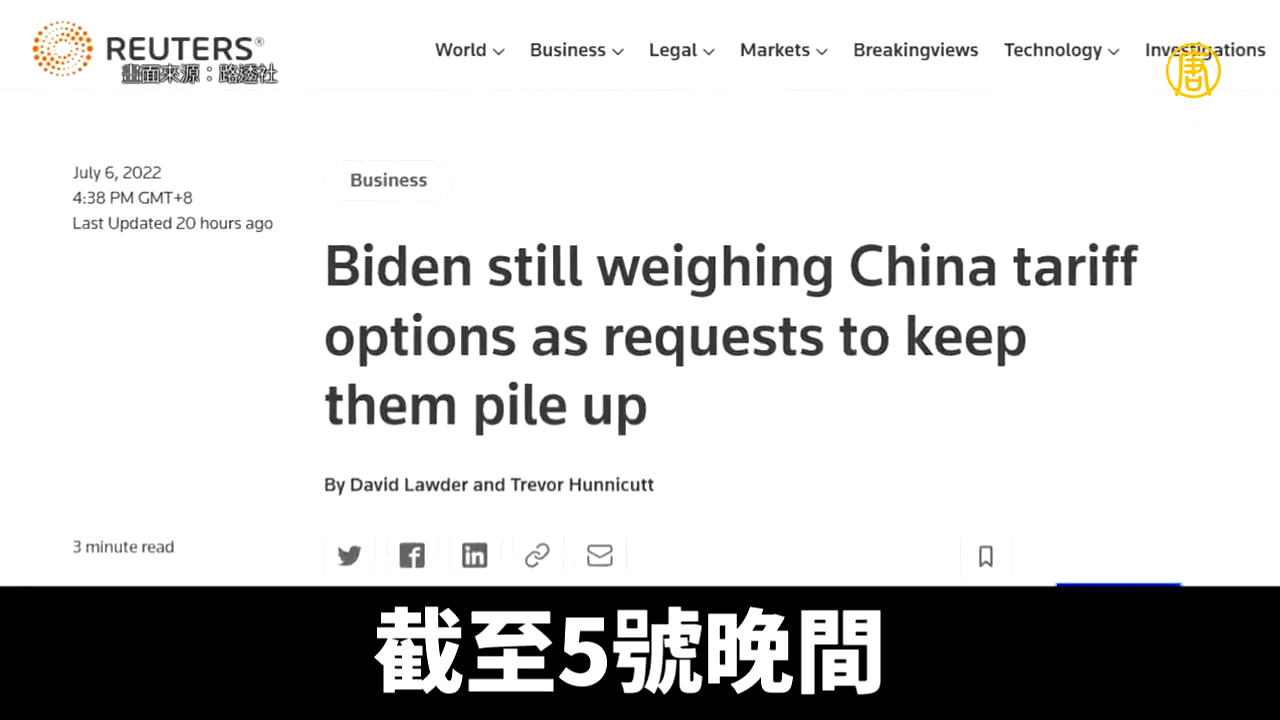 REUTERS®
畫面來源：路透社
World Business Legal Markets Breakingviews Technology Investigations
唐
July 6, 2022
4:38 PM GMT+8
Last Updated 20 hours ago
Business
Biden still weighing China tariff
options as requests to keep
them pile up
By David Lawder and Trevor Hunnicutt
3 minute read
截至5號晚間